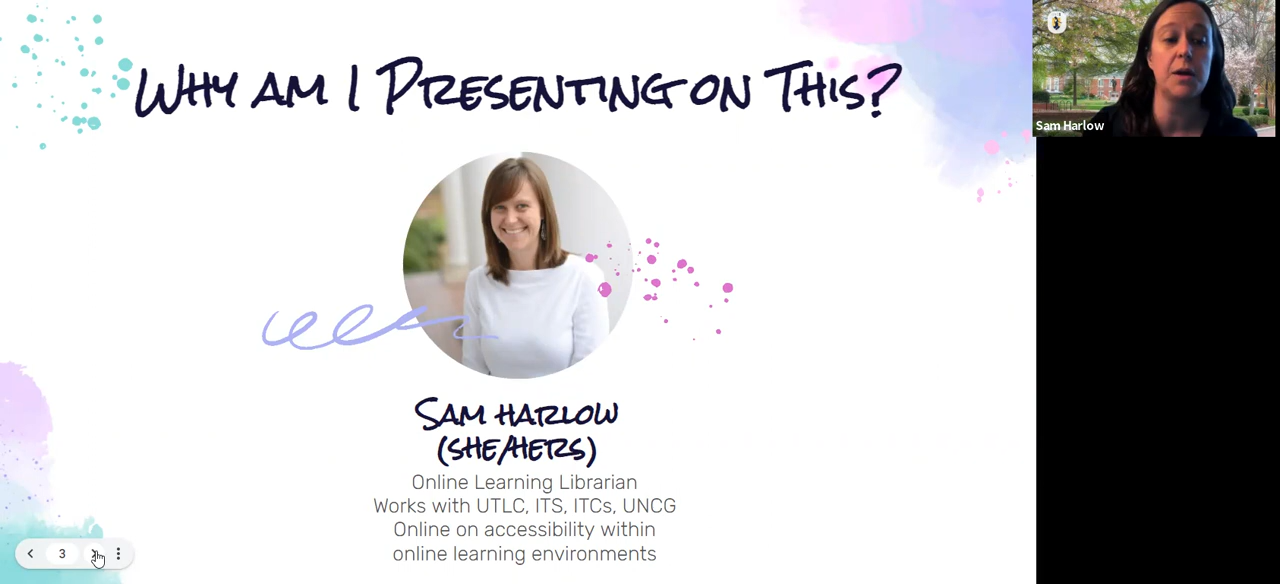 Why am I Presenting on This?
Sam Harlow
Sam Harlow
(she/hers)
Online Learning Librarian
Works with UTLC, ITS, ITCs, UNCG
Online on accessibility within
online learning environments
3